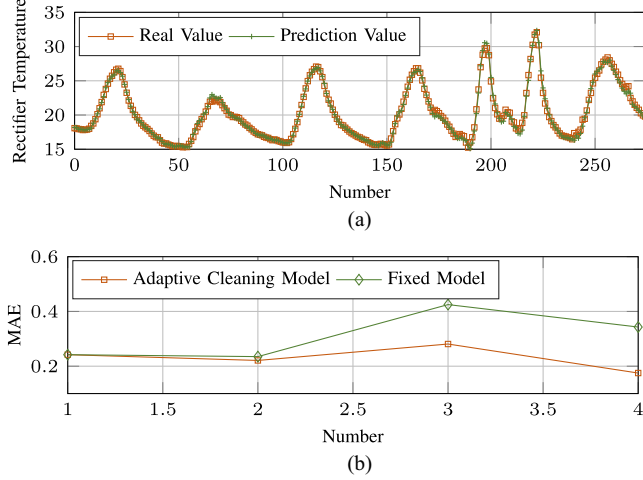 35
30
25
20
15
Rectifier Temperature
Real Value
Prediction Value
0
50
100
150
200
250
Number
(a)
0.6
0.4
0.2
MAE
Adaptive Cleaning Model
Fixed Model
1
1.5
2
2.5
3
3.5
4
Number
(b)